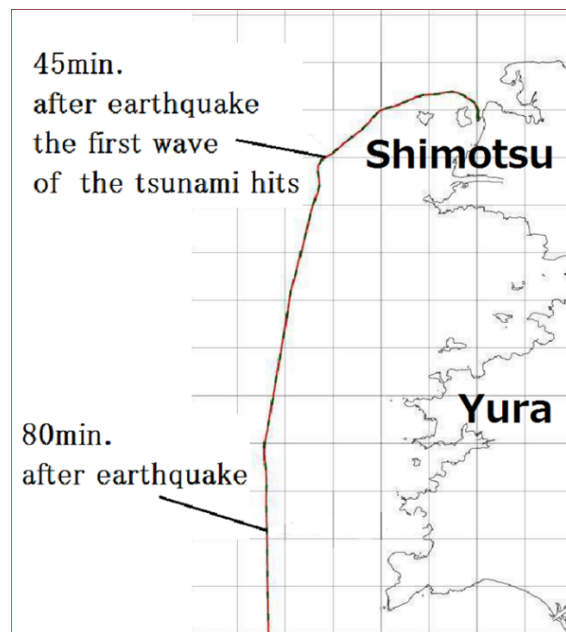 45min.
after earthquake
the first wave
of the tsunami hits
Shimotsu
Yura
80min.
after earthquake